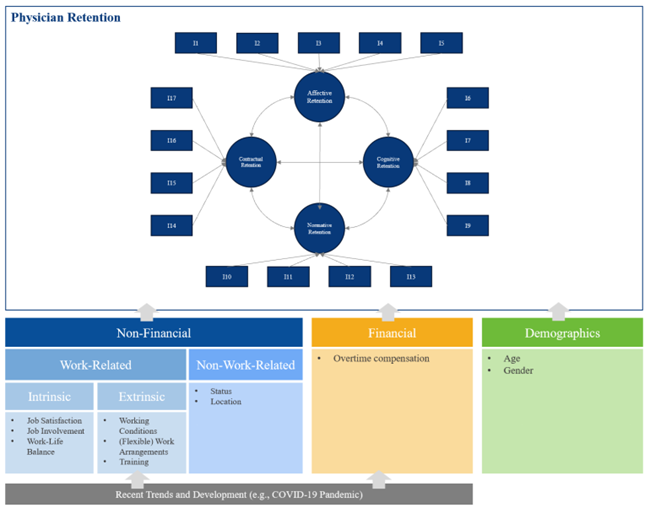 Physician Retention
I1
I2
I3
I4
I5
Affective
Retention
I17
I6
I16
I7
Contractual
Retention
Cognitive
Retention
I15
I8
I14
I9
Normative
Retention
I10
I11
I12
I13
Non-Financial
Financial
Demographics
Work-Related
Non-Work-Related
• Overtime compensation
• Age
• Gender
Intrinsic
Extrinsic
• Status
• Location
• Job Satisfaction
• Job Involvement
• Work-Life
Balance
• Working
Conditions
• (Flexible) Work
Arrangements
• Training
Recent Trends and Development (e.g., COVID-19 Pandemic)